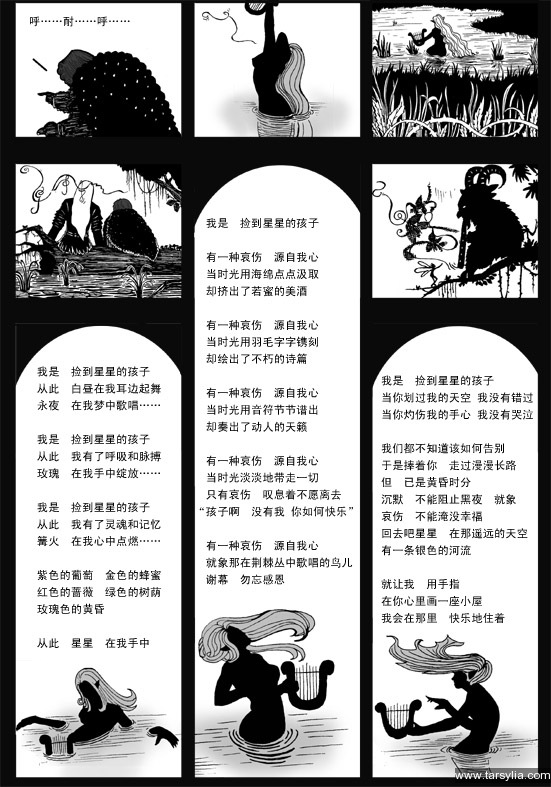 呼……耐……呼……
我是　捡到星星的孩子
从此　白昼在我耳边起舞
永夜　在我梦中歌唱……
我是　捡到星星的孩子
从此　我有了呼吸和脉搏
玫瑰　在我手中绽放……
我是　捡到星星的孩子
从此　我有了灵魂和记忆
篝火　在我心中点燃……
紫色的葡萄　金色的蜂蜜
红色的蔷薇　绿色的树荫
玫瑰色的黄昏
从此　星星　在我手中
我是　捡到星星的孩子
有一种哀伤　源自我心
当时光用海绵点点汲取
却挤出了若蜜的美酒
有一种哀伤　源自我心
当时光用羽毛字字镌刻
却绘出了不朽的诗篇
有一种哀伤　源自我心
当时光用音符节节谱出
却奏出了动人的天籁
有一种哀伤　源自我心
当时光淡淡地带走一切
只有哀伤　叹息着不愿离去
“孩子啊　没有我 你如何快乐”
有一种哀伤　源自我心
就象那在荆棘丛中歌唱的鸟儿
谢幕　勿忘感恩
我是　捡到星星的孩子
当你划过我的天空 我没有错过
当你灼伤我的手心 我没有哭泣
我们都不知道该如何告别
于是捧着你　走过漫漫长路
但　已是黄昏时分
沉默　不能阻止黑夜　就象
哀伤　不能淹没幸福
回去吧星星　在那遥远的天空
有一条银色的河流
就让我　用手指
在你心里画一座小屋
我会在那里　快乐地住着
www.tarsylia.com